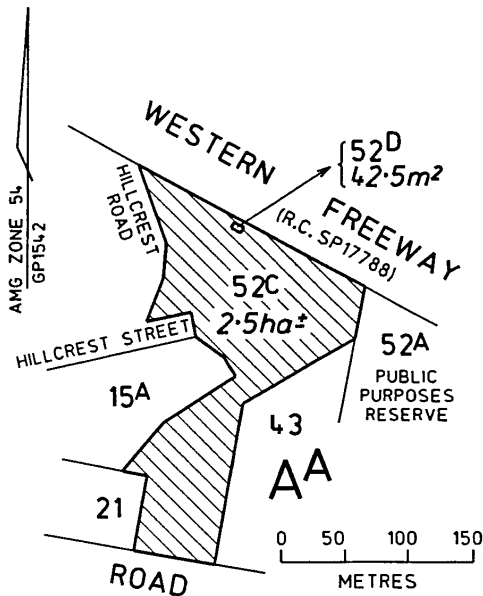 WESTERN
FREEWAY
(R.C. SP17788)
52D
42·5m²
HILLCREST
ROAD
AMG ZONE 54
GP1542
52C
2·5ha±
HILLCREST STREET
52A
PUBLIC
PURPOSES
RESERVE
15A
43
AA
21
ROAD
0 50 100 150
METRES